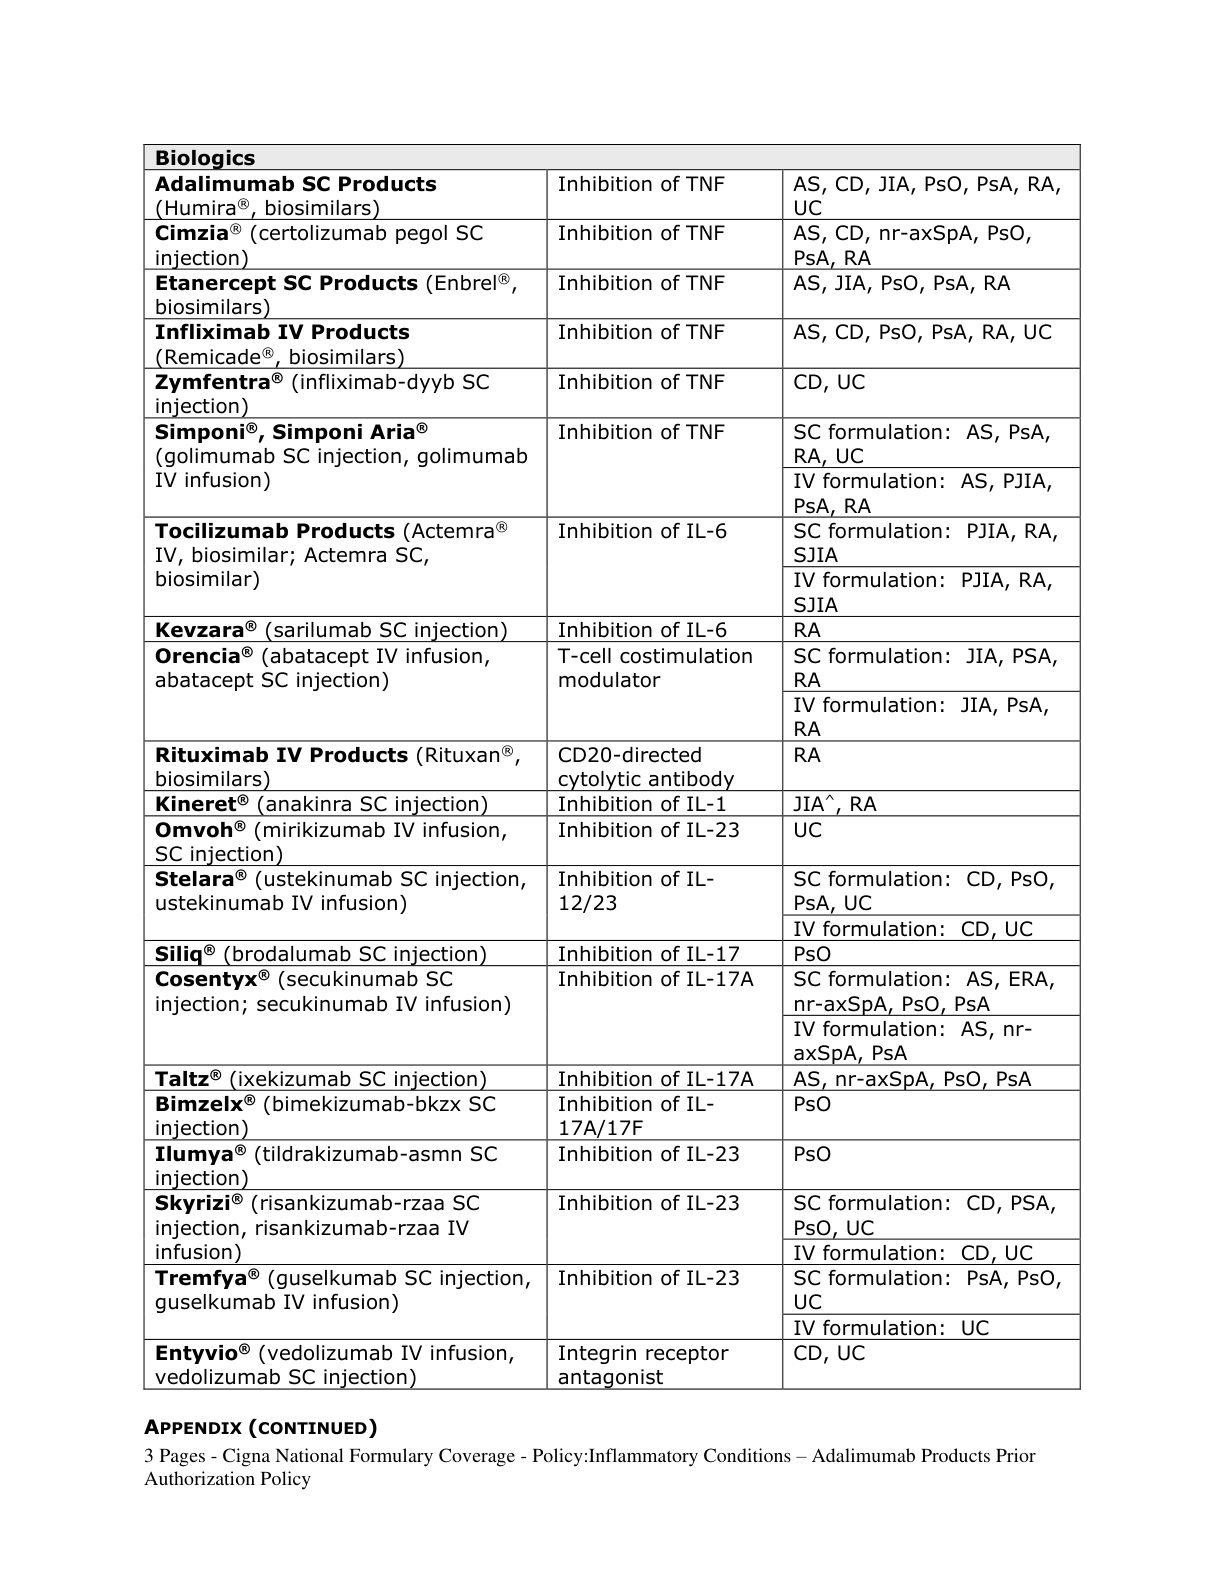 Biologics
Adalimumab SC Products
(Humira®, biosimilars)
Inhibition of TNF
AS, CD, JIA, PsO, PsA, RA,
UC
Cimzia® (certolizumab pegol SC
injection)
Inhibition of TNF
AS, CD, nr-axSpA, PsO,
PsA, RA
Etanercept SC Products (Enbrel®,
biosimilars)
Inhibition of TNF
AS, JIA, PsO, PsA, RA
Infliximab IV Products
(Remicade®, biosimilars)
Inhibition of TNF
AS, CD, PsO, PsA, RA, UC
Zymfentra® (infliximab-dyyb SC
injection)
Inhibition of TNF
CD, UC
Simponi®, Simponi Aria®
(golimumab SC injection, golimumab
IV infusion)
Inhibition of TNF
SC formulation:  AS, PsA,
RA, UC
IV formulation:  AS, PJIA,
PsA, RA
Tocilizumab Products (Actemra®
IV, biosimilar; Actemra SC,
biosimilar)
Inhibition of IL-6
SC formulation:  PJIA, RA,
SJIA
IV formulation:  PJIA, RA,
SJIA
Kevzara® (sarilumab SC injection)
Inhibition of IL-6
RA
Orencia® (abatacept IV infusion,
abatacept SC injection)
T-cell costimulation
modulator
SC formulation:  JIA, PSA,
RA
IV formulation:  JIA, PsA,
RA
Rituximab IV Products (Rituxan®,
biosimilars)
CD20-directed
cytolytic antibody
RA
Kineret® (anakinra SC injection)
Inhibition of IL-1
JIA^, RA
Omvoh® (mirikizumab IV infusion,
SC injection)
Inhibition of IL-23
UC
Stelara® (ustekinumab SC injection,
ustekinumab IV infusion)
Inhibition of IL-
12/23
SC formulation:  CD, PsO,
PsA, UC
IV formulation:  CD, UC
Siliq® (brodalumab SC injection)
Inhibition of IL-17
PsO
Cosentyx® (secukinumab SC
injection; secukinumab IV infusion)
Inhibition of IL-17A
SC formulation:  AS, ERA,
nr-axSpA, PsO, PsA
IV formulation:  AS, nr-
axSpA, PsA
Taltz® (ixekizumab SC injection)
Inhibition of IL-17A
AS, nr-axSpA, PsO, PsA
Bimzelx® (bimekizumab-bkzx SC
injection)
Inhibition of IL-
17A/17F
PsO
Ilumya® (tildrakizumab-asmn SC
injection)
Inhibition of IL-23
PsO
Skyrizi® (risankizumab-rzaa SC
injection, risankizumab-rzaa IV
infusion)
Inhibition of IL-23
SC formulation:  CD, PSA,
PsO, UC
IV formulation:  CD, UC
Tremfya® (guselkumab SC injection,
guselkumab IV infusion)
Inhibition of IL-23
SC formulation:  PsA, PsO,
UC
IV formulation:  UC
Entyvio® (vedolizumab IV infusion,
vedolizumab SC injection)
Integrin receptor
antagonist
CD, UC
APPENDIX (CONTINUED)
3 Pages - Cigna National Formulary Coverage - Policy:Inflammatory Conditions – Adalimumab Products Prior
Authorization Policy